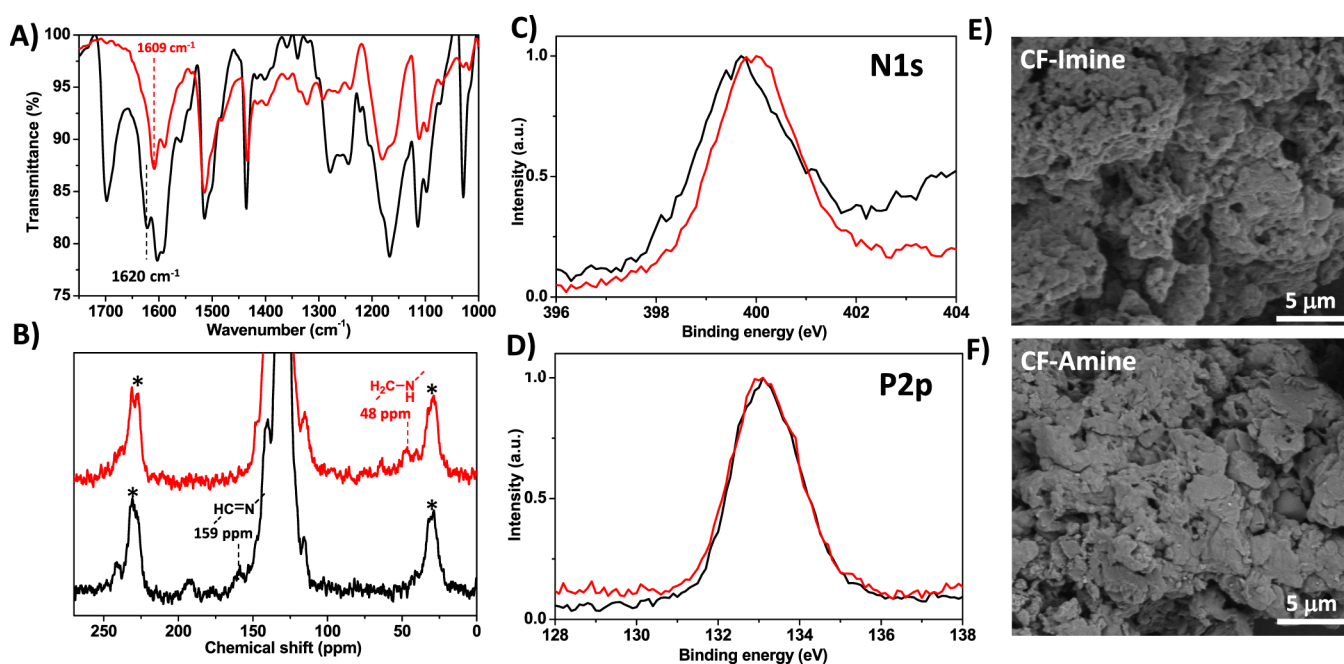 A)
1609 cm⁻¹
1620 cm⁻¹
100
95
90
85
80
75
Transmittance (%)
1700 1600 1500 1400 1300 1200 1100 1000
Wavenumber (cm⁻¹)
B)
*
*
H₂C–N
H
48 ppm
HC=N
159 ppm
*
*
250 200 150 100 50 0
Chemical shift (ppm)
C)
N1s
1.0
0.5
0.0
Intensity (a.u.)
396 398 400 402 404
Binding energy (eV)
D)
P2p
1.0
0.5
0.0
Intensity (a.u.)
128 130 132 134 136 138
Binding energy (eV)
E)
CF-Imine
5 μm
F)
CF-Amine
5 μm